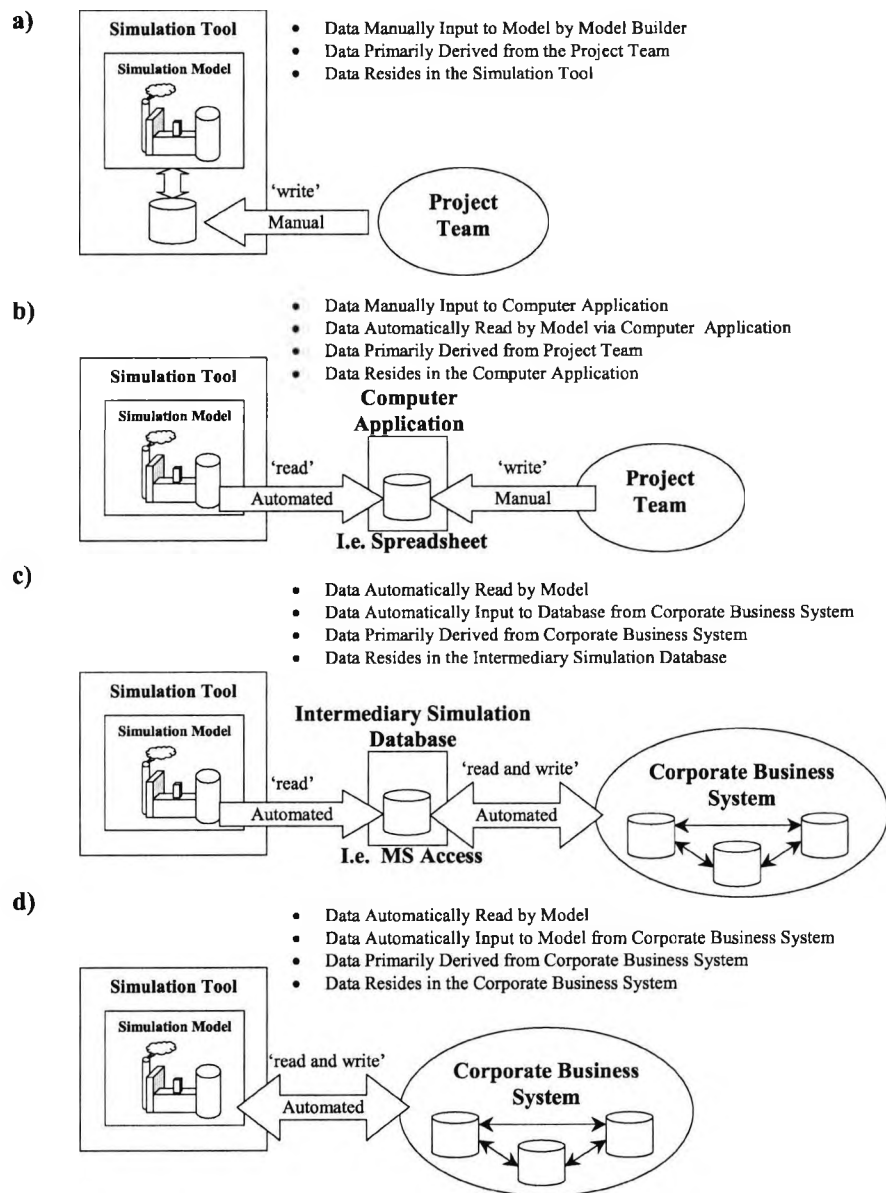 a)
Simulation Tool
• Data Manually Input to Model by Model Builder
• Data Primarily Derived from the Project Team
• Data Resides in the Simulation Tool
Simulation Model
'write'
Manual
Project
Team
b)
• Data Manually Input to Computer Application
• Data Automatically Read by Model via Computer Application
• Data Primarily Derived from Project Team
• Data Resides in the Computer Application
Simulation Tool
Simulation Model
Computer
Application
'read'
Automated
'write'
Manual
Project
Team
I.e. Spreadsheet
c)
• Data Automatically Read by Model
• Data Automatically Input to Database from Corporate Business System
• Data Primarily Derived from Corporate Business System
• Data Resides in the Intermediary Simulation Database
Simulation Tool
Simulation Model
Intermediary Simulation
Database
'read'
Automated
'read and write'
Automated
Corporate Business
System
I.e. MS Access
d)
• Data Automatically Read by Model
• Data Automatically Input to Model from Corporate Business System
• Data Primarily Derived from Corporate Business System
• Data Resides in the Corporate Business System
Simulation Tool
Simulation Model
'read and write'
Automated
Corporate Business
System